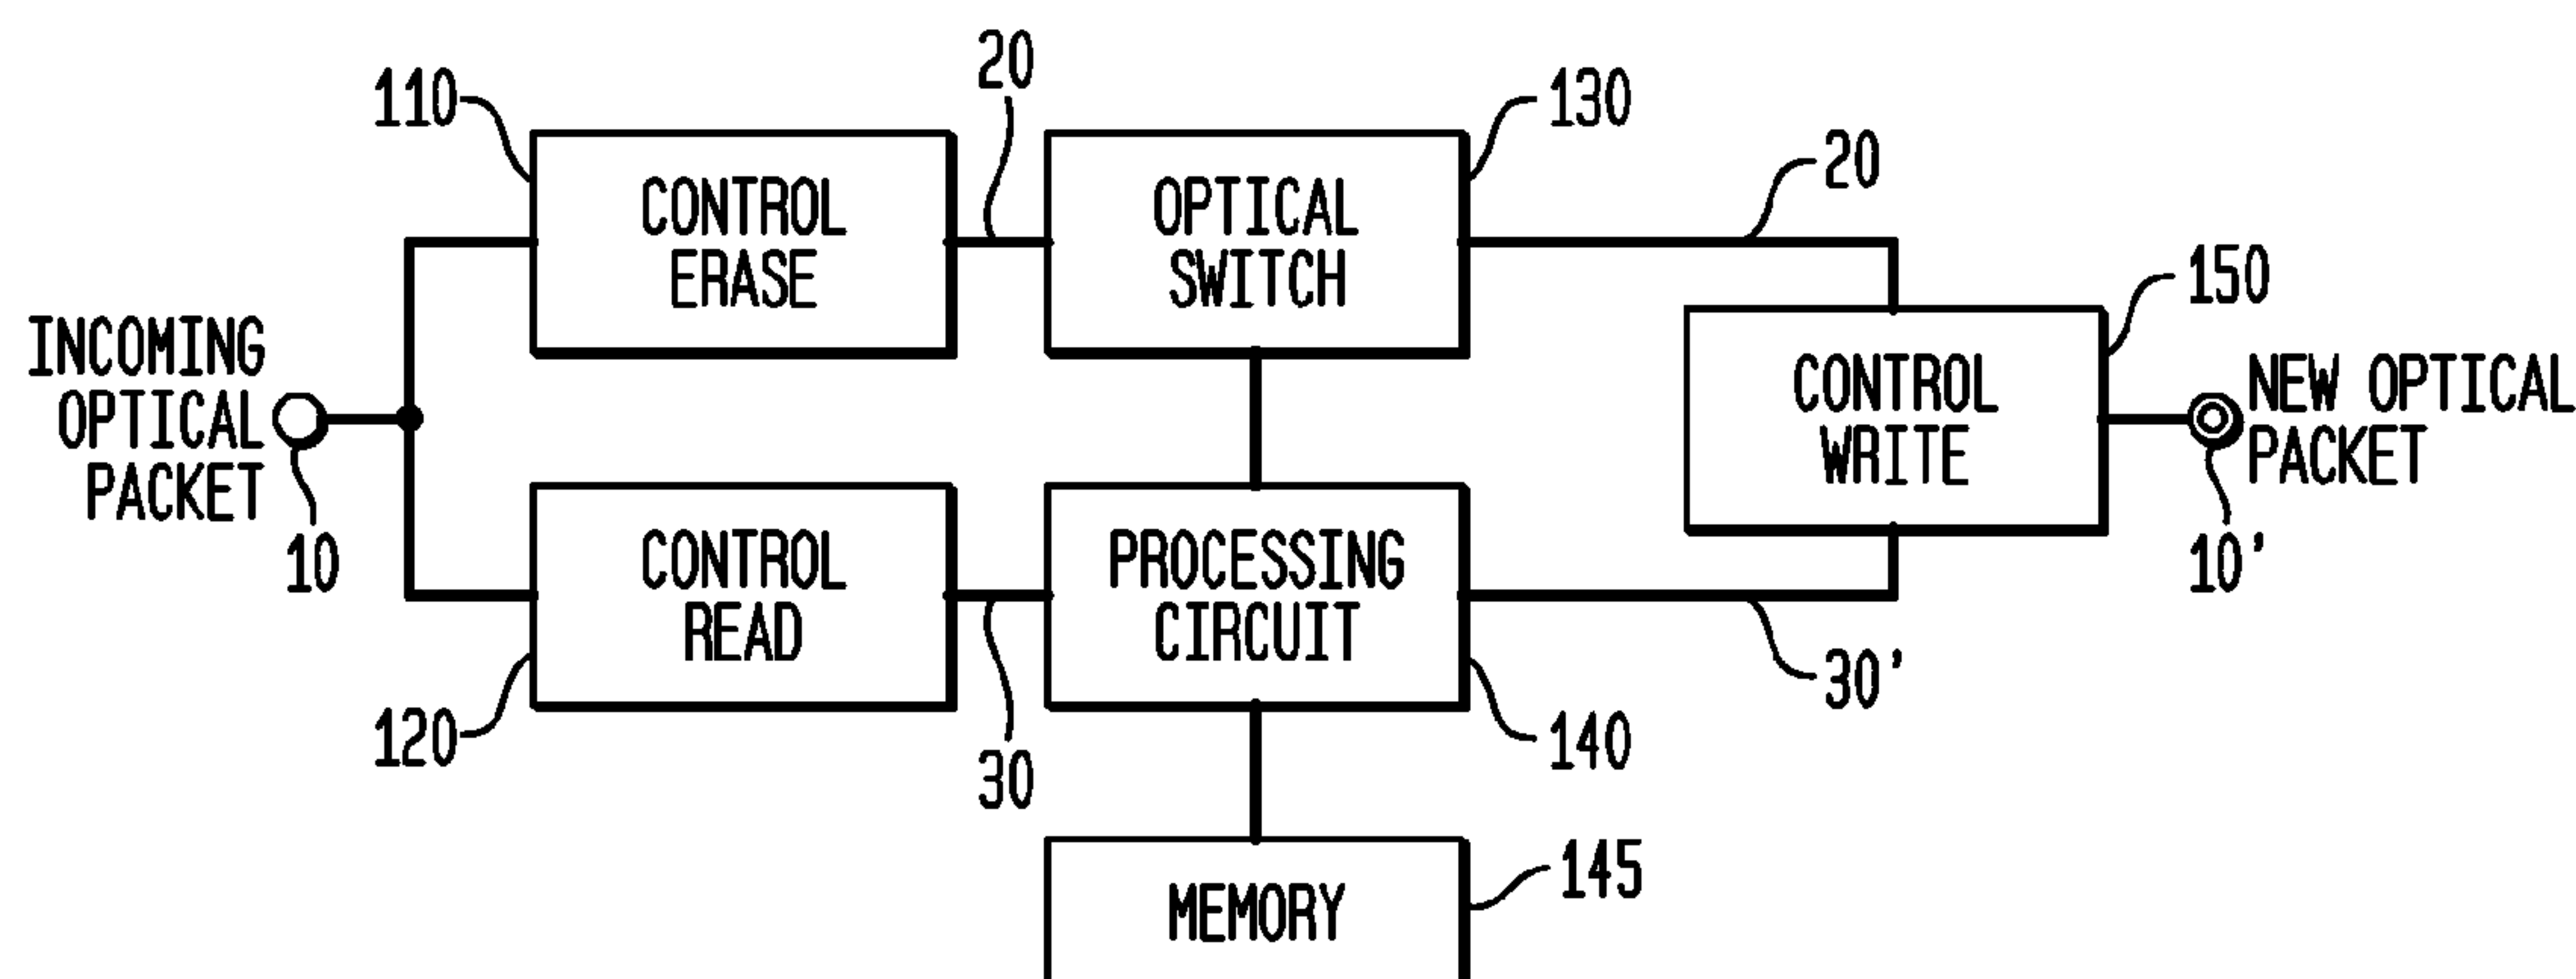 20
110
130
20
CONTROL
ERASE
OPTICAL
SWITCH
150
INCOMING
OPTICAL
PACKET
CONTROL
WRITE
NEW OPTICAL
PACKET
10
10'
CONTROL
READ
PROCESSING
CIRCUIT
30'
120
30
140
145
MEMORY